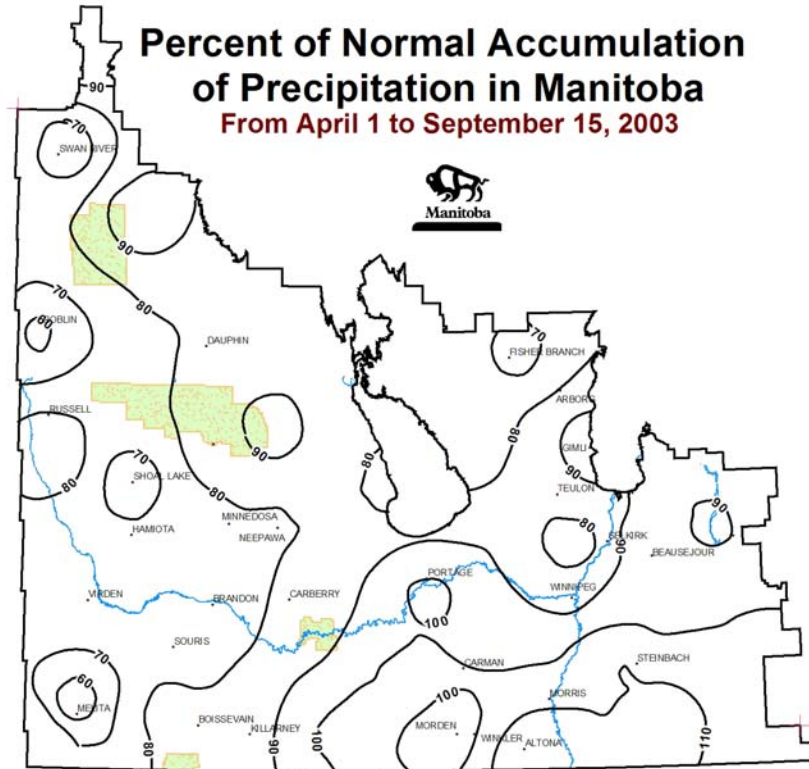 Percent of Normal Accumulation
of Precipitation in Manitoba
From April 1 to September 15, 2003
Manitoba
90
70
SWAN RIVER
90
80
70
60
ROBLIN
DAUPHIN
70
FISHER BRANCH
ARBORG
RUSSELL
80
GIMLI
90
90
80
80
70
SHOAL LAKE
80
TEULON
90
MINNEDOSA
HAMIOTA
NEEPAWA
80
SELKIRK
90
BEAUSEJOUR
PORTAGE
VIRDEN
BRANDON
CARBERRY
WINNIPEG
100
SOURIS
70
CARMAN
STEINBACH
60
MELITA
100
MORRIS
BOISSEVAIN
KILLARNEY
MORDEN
WINKLER
ALTONA
80
90
100
110